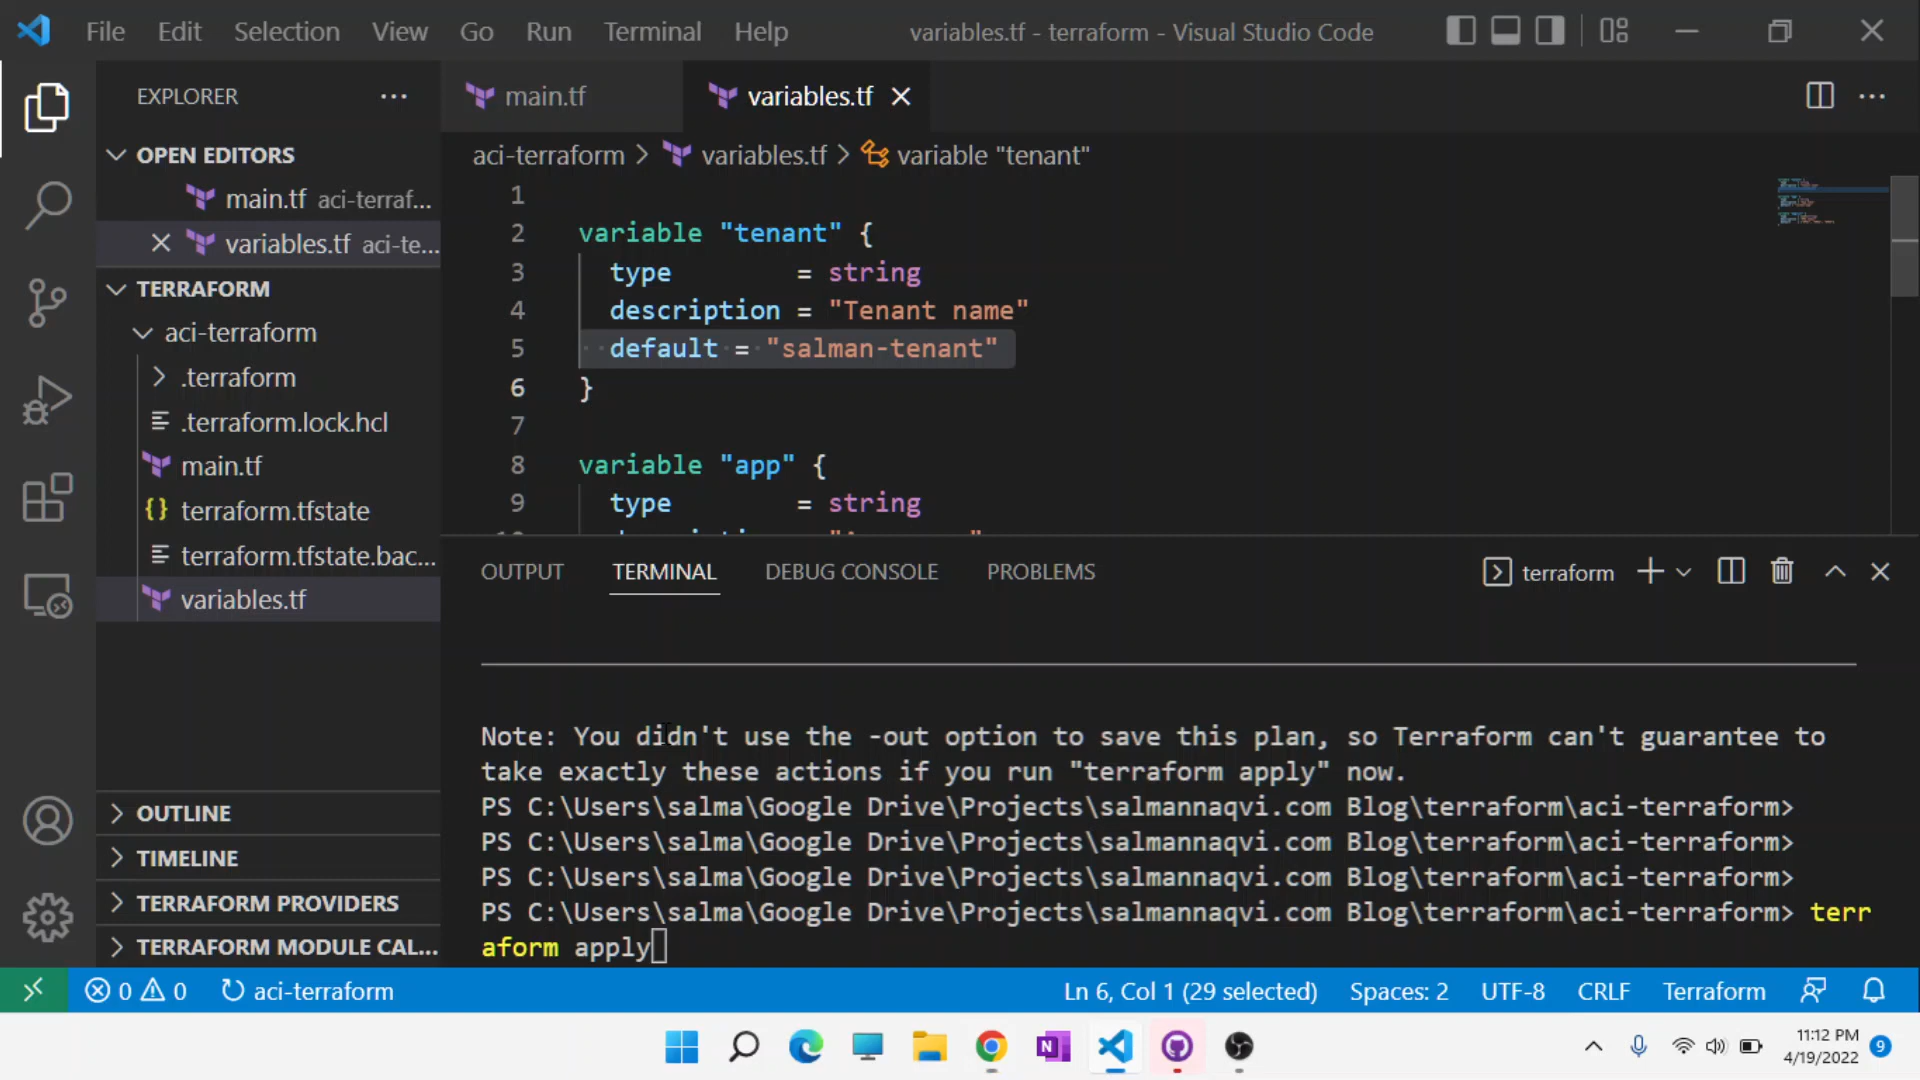 File Edit Selection View Go Run Terminal Help
variables.tf - terraform - Visual Studio Code
EXPLORER
OPEN EDITORS
main.tf aci-terraf...
variables.tf aci-te...
TERRAFORM
aci-terraform
.terraform
.terraform.lock.hcl
main.tf
terraform.tfstate
terraform.tfstate.bac...
variables.tf
OUTLINE
TIMELINE
TERRAFORM PROVIDERS
TERRAFORM MODULE CAL...
main.tf
variables.tf
aci-terraform > variables.tf > variable "tenant"
1
2 variable "tenant" {
3 type = string
4 description = "Tenant name"
5 default = "salman-tenant"
6 }
7
8 variable "app" {
9 type = string
OUTPUT TERMINAL DEBUG CONSOLE PROBLEMS
terraform
Note: You didn't use the -out option to save this plan, so Terraform can't guarantee to
take exactly these actions if you run "terraform apply" now.
PS C:\Users\salma\Google Drive\Projects\salmannaqvi.com Blog\terraform\aci-terraform>
PS C:\Users\salma\Google Drive\Projects\salmannaqvi.com Blog\terraform\aci-terraform>
PS C:\Users\salma\Google Drive\Projects\salmannaqvi.com Blog\terraform\aci-terraform>
PS C:\Users\salma\Google Drive\Projects\salmannaqvi.com Blog\terraform\aci-terraform> terr
aform apply
0 0 aci-terraform
Ln 6, Col 1 (29 selected) Spaces: 2 UTF-8 CRLF Terraform
11:12 PM
4/19/2022
9